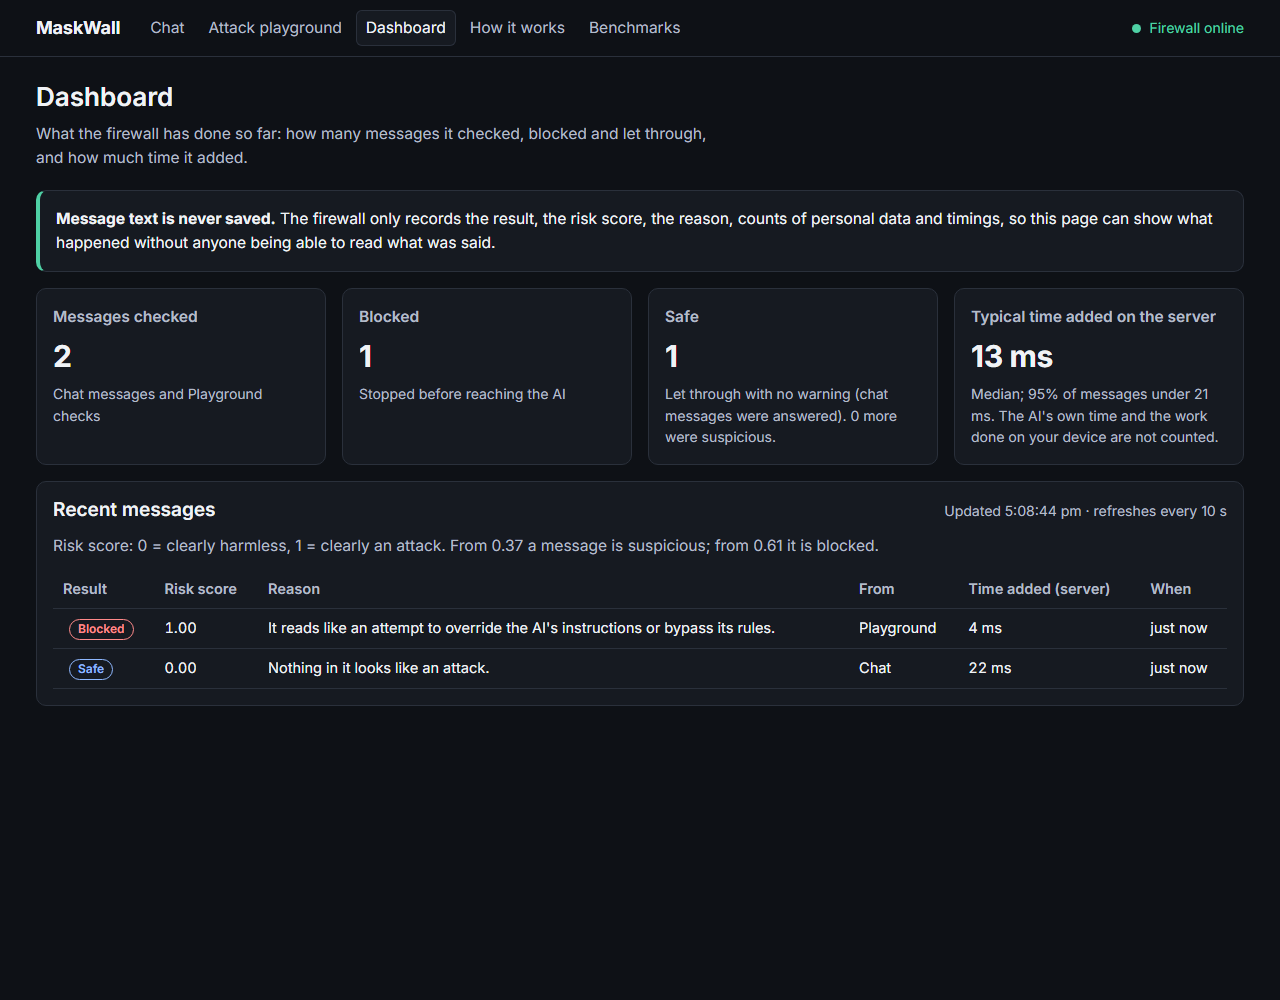 MaskWall Chat Attack playground Dashboard How it works Benchmarks Firewall online
Dashboard
What the firewall has done so far: how many messages it checked, blocked and let through,
and how much time it added.
Message text is never saved. The firewall only records the result, the risk score, the reason, counts of personal data and timings, so this page can show what
happened without anyone being able to read what was said.
Messages checked
2
Chat messages and Playground
checks
Blocked
1
Stopped before reaching the AI
Safe
1
Let through with no warning (chat
messages were answered). 0 more
were suspicious.
Typical time added on the server
13 ms
Median; 95% of messages under 21
ms. The AI's own time and the work
done on your device are not counted.
Recent messages Updated 5:08:44 pm · refreshes every 10 s
Risk score: 0 = clearly harmless, 1 = clearly an attack. From 0.37 a message is suspicious; from 0.61 it is blocked.
Result Risk score Reason From Time added (server) When
Blocked 1.00 It reads like an attempt to override the AI's instructions or bypass its rules. Playground 4 ms just now
Safe 0.00 Nothing in it looks like an attack. Chat 22 ms just now